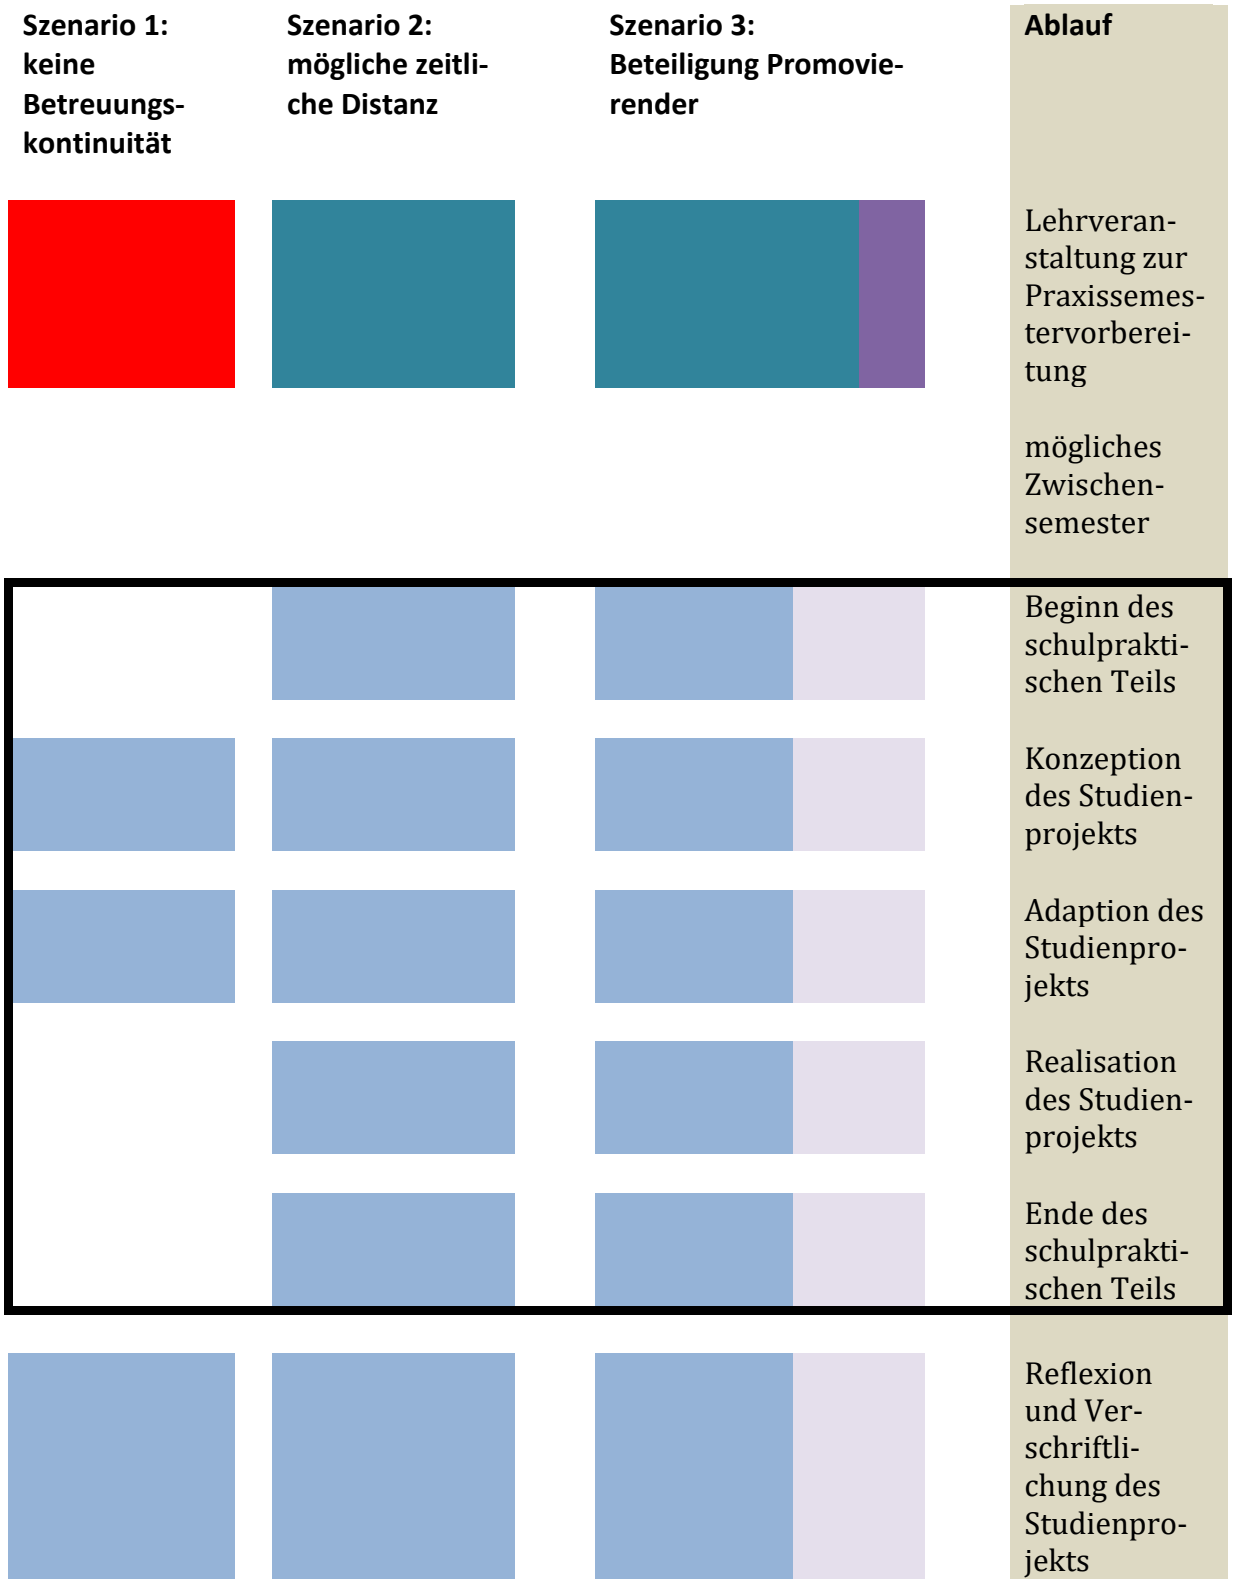 Szenario 1:
keine
Betreuungs-
kontinuität
Szenario 2:
mögliche zeitli-
che Distanz
Szenario 3:
Beteiligung Promovie-
render
Ablauf
Lehrveran-
staltung zur
Praxissemes-
tervorberei-
tung
mögliches
Zwischen-
semester
Beginn des
schulprakti-
schen Teils
Konzeption
des Studien-
projekts
Adaption des
Studienpro-
jekts
Realisation
des Studien-
projekts
Ende des
schulprakti-
schen Teils
Reflexion
und Ver-
schriftli-
chung des
Studienpro-
jekts